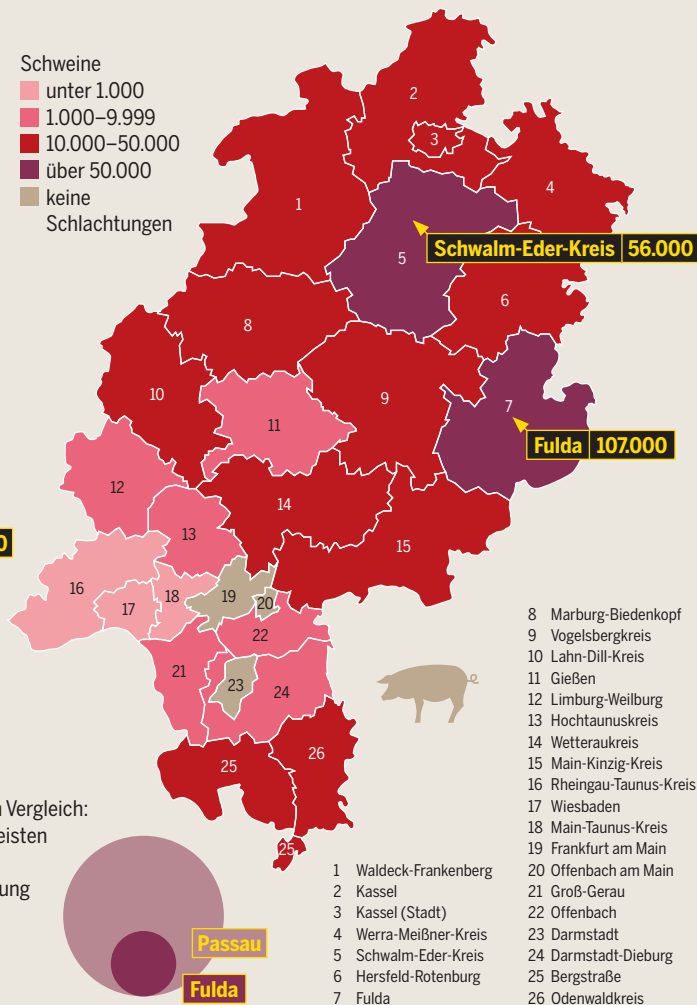 Schweine
unter 1.000
1.000–9.999
10.000–50.000
über 50.000
keine
Schlachtungen
2
3
4
1
5
Schwalm-Eder-Kreis 56.000
6
8
7
9
10
11
Fulda 107.000
12
14
13
0
15
16
17
18
19
20
22
21
23
24
25
26
25
Vergleich:
eisten
ung
Passau
Fulda
1 Waldeck-Frankenberg
2 Kassel
3 Kassel (Stadt)
4 Werra-Meißner-Kreis
5 Schwalm-Eder-Kreis
6 Hersfeld-Rotenburg
7 Fulda
8 Marburg-Biedenkopf
9 Vogelsbergkreis
10 Lahn-Dill-Kreis
11 Gießen
12 Limburg-Weilburg
13 Hochtaunuskreis
14 Wetteraukreis
15 Main-Kinzig-Kreis
16 Rheingau-Taunus-Kreis
17 Wiesbaden
18 Main-Taunus-Kreis
19 Frankfurt am Main
20 Offenbach am Main
21 Groß-Gerau
22 Offenbach
23 Darmstadt
24 Darmstadt-Dieburg
25 Bergstraße
26 Odenwaldkreis